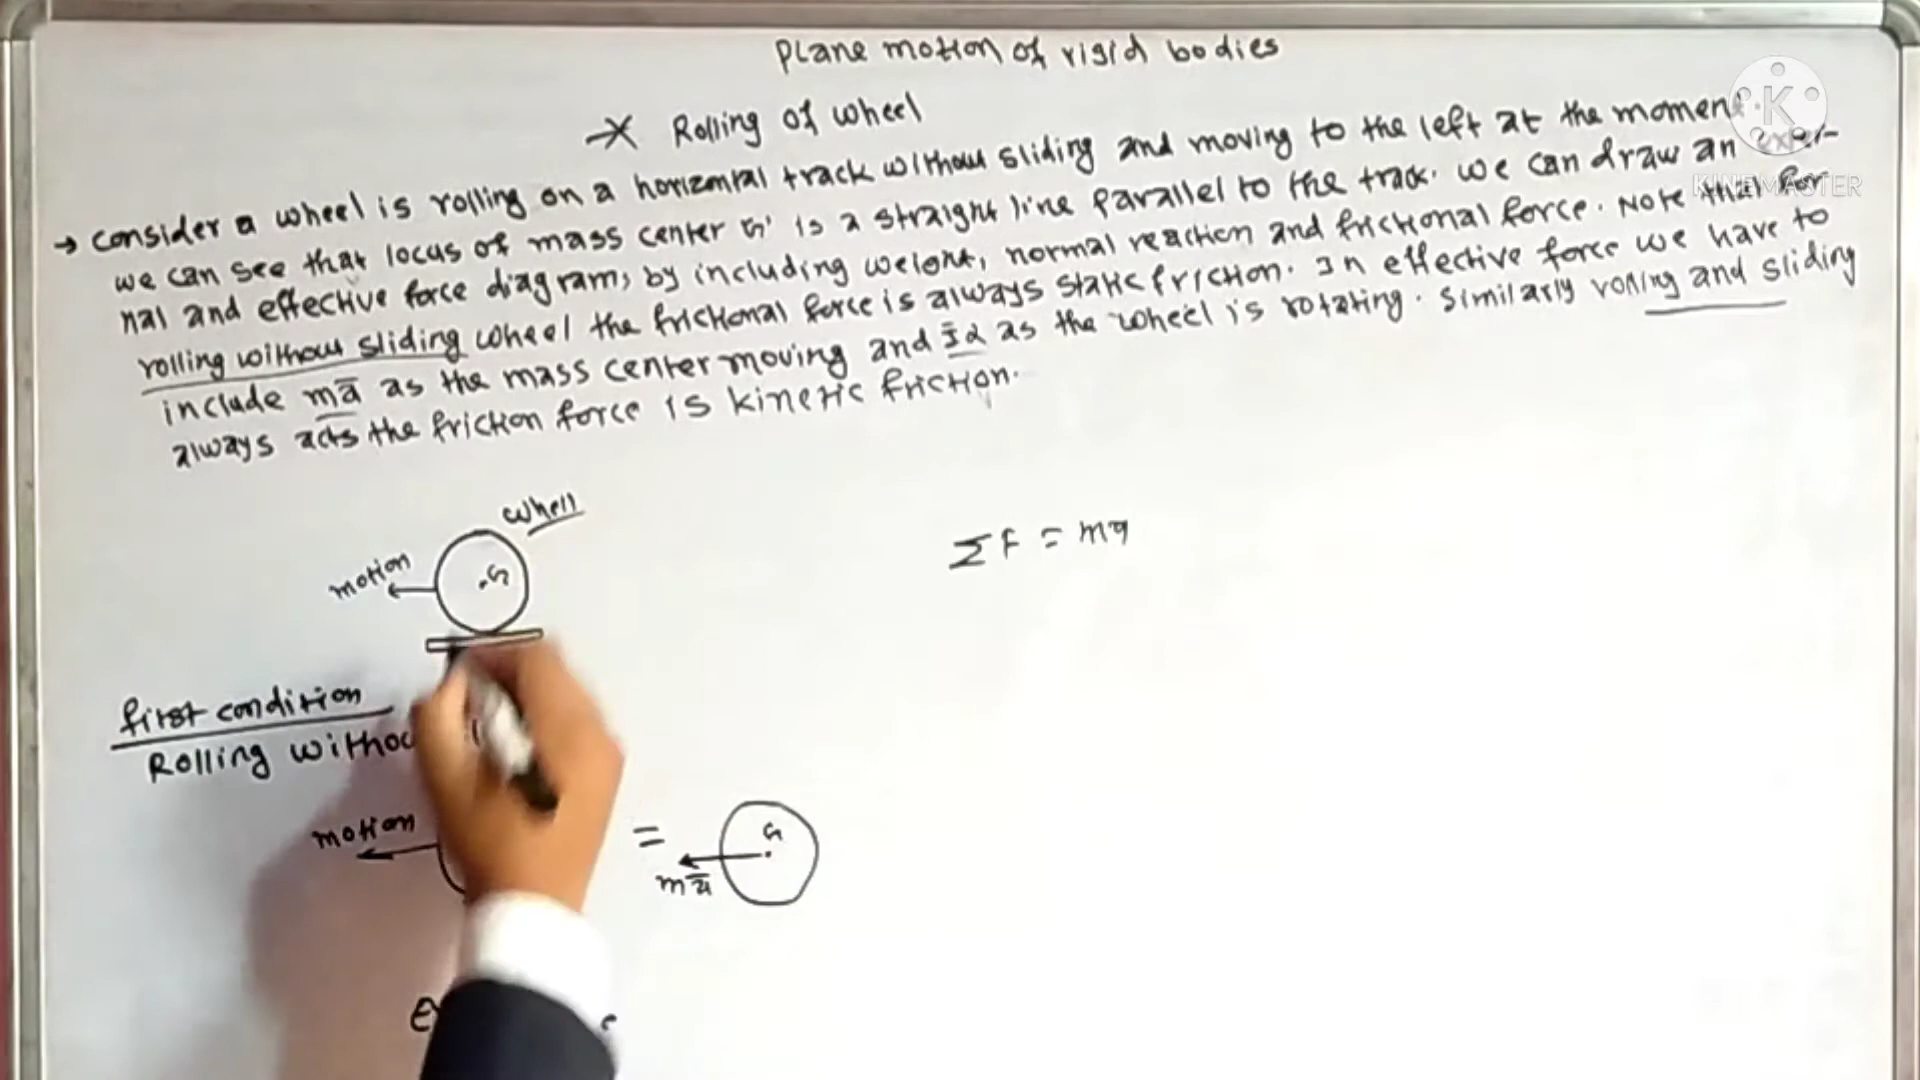 Plane motion of rigid bodies
Rolling of wheel
→ consider a wheel is rolling on a horizontal track without sliding and moving to the left at the moment
we can see that locus of mass center G' is a straight line parallel to the track. we can draw an exter-
nal and effective force diagram, by including weight, normal reaction and frictional force. Note that for
rolling without sliding wheel the frictional force is always static friction. In effective force we have to
include mā as the mass center moving and Īα as the wheel is rotating. Similarly rolling and sliding
always acts the friction force is kinetic friction.
whell
motion
G
ΣF = ma
first condition
Rolling
motion
=
G
mā
KINEMASTER